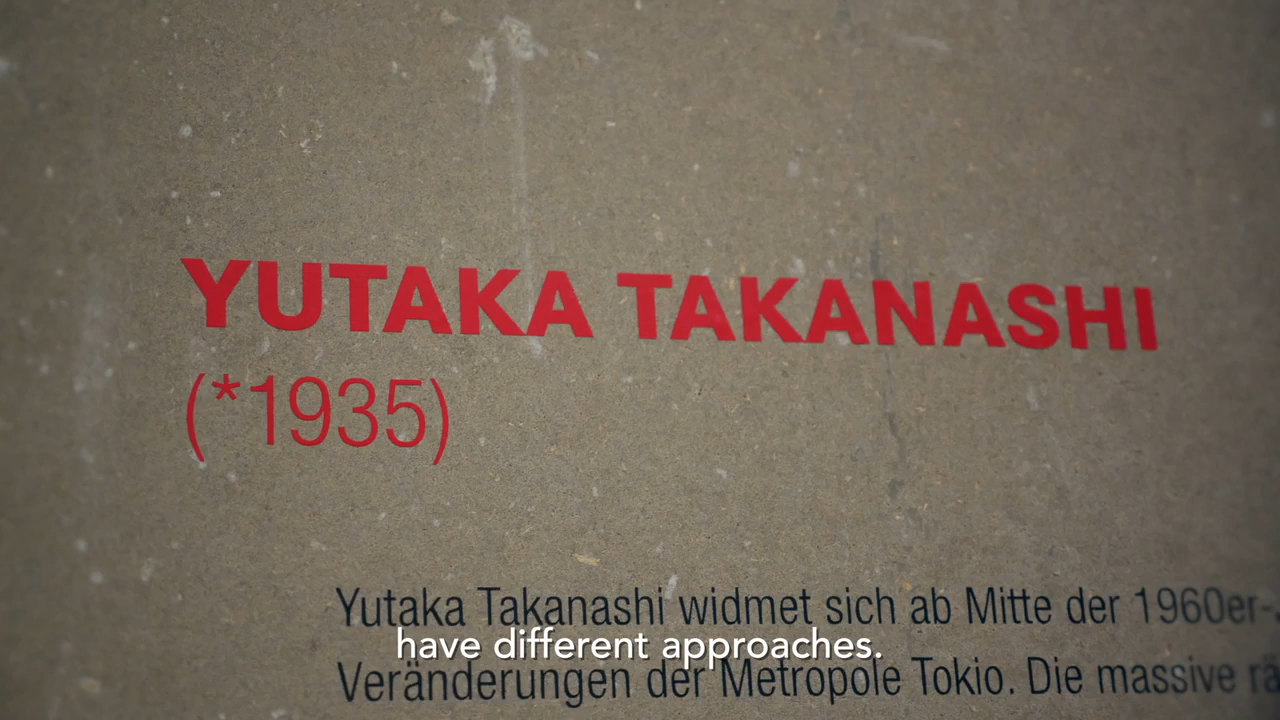 YUTAKA TAKANASHI
(*1935)
Yutaka Takanashi widmet sich ab Mitte der 1960er-
have different approaches.
Veränderungen der Metropole Tokio. Die massive